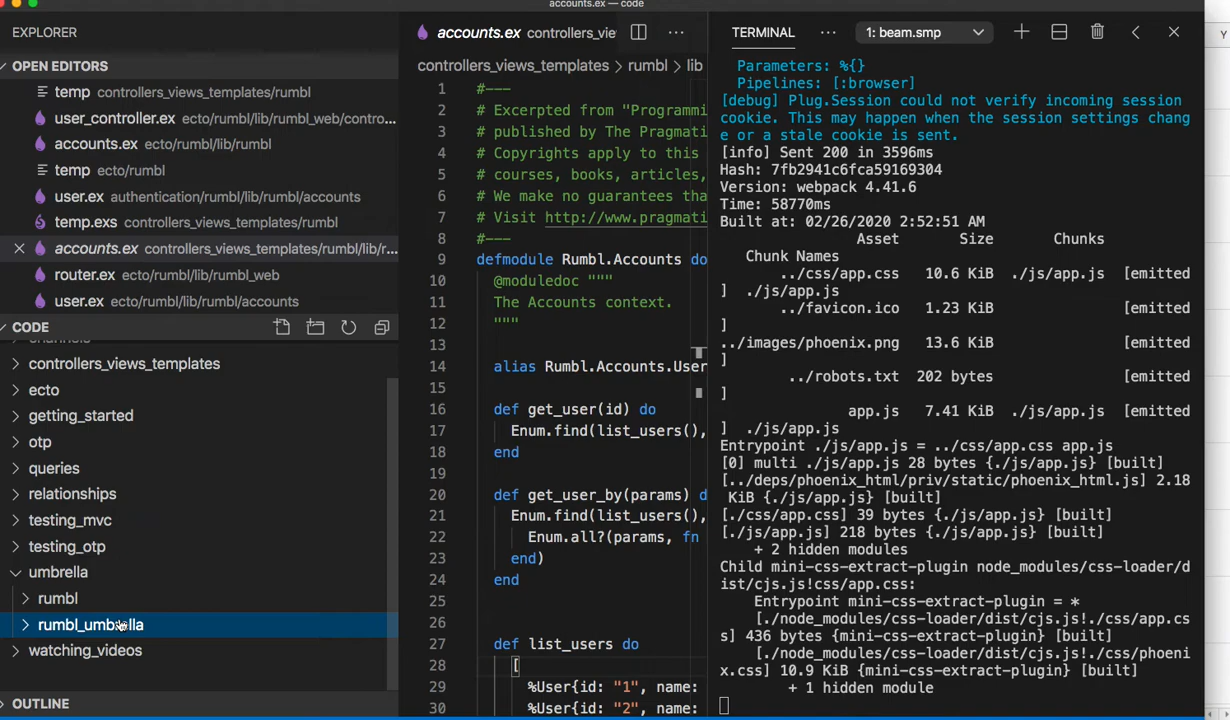 accounts.ex — code
EXPLORER
OPEN EDITORS
temp controllers_views_templates/rumbl
user_controller.ex ecto/rumbl/lib/rumbl_web/contro...
accounts.ex ecto/rumbl/lib/rumbl
temp ecto/rumbl
user.ex authentication/lib/rumbl/accounts
temp.exs controllers_views_templates/rumbl
accounts.ex controllers_views_templates/rumbl/lib/r...
router.ex ecto/rumbl/lib/rumbl_web
user.ex ecto/rumbl/lib/rumbl/accounts
CODE
channels
controllers_views_templates
ecto
getting_started
otp
queries
relationships
testing_mvc
testing_otp
umbrella
rumbl
rumbl_umbrella
watching_videos
OUTLINE
accounts.ex controllers_vie
controllers_views_templates > rumbl > lib
1 #---
2 # Excerpted from "Programmi
3 # published by The Pragmati
4 # Copyrights apply to this
5 # courses, books, articles,
6 # We make no guarantees tha
7 # Visit http://www.pragmati
8 #---
9 defmodule Rumbl.Accounts do
10 @moduledoc """
11 The Accounts context.
12 """
13
14 alias Rumbl.Accounts.User
15
16 def get_user(id) do
17 Enum.find(list_users(),
18 end
19
20 def get_user_by(params) d
21 Enum.find(list_users(),
22 Enum.all?(params, fn
23 end)
24 end
25
26
27 def list_users do
28 [
29 %User{id: "1", name:
30 %User{id: "2", name:
TERMINAL
1: beam.smp
Parameters: %{}
Pipelines: [:browser]
[debug] Plug.Session could not verify incoming session
cookie. This may happen when the session settings chang
e or a stale cookie is sent.
[info] Sent 200 in 3596ms
Hash: 7fb2941c6fca59169304
Version: webpack 4.41.6
Time: 58770ms
Built at: 02/26/2020 2:52:51 AM
Asset Size Chunks
Chunk Names
../css/app.css 10.6 KiB ./js/app.js [emitted
] ./js/app.js
../favicon.ico 1.23 KiB [emitted
]
../images/phoenix.png 13.6 KiB [emitted
]
../robots.txt 202 bytes [emitted
]
app.js 7.41 KiB ./js/app.js [emitted
] ./js/app.js
Entrypoint ./js/app.js = ../css/app.css app.js
[0] multi ./js/app.js 28 bytes {./js/app.js} [built]
[../deps/phoenix_html/priv/static/phoenix_html.js] 2.18
KiB {./js/app.js} [built]
[./css/app.css] 39 bytes {./js/app.js} [built]
[./js/app.js] 218 bytes {./js/app.js} [built]
+ 2 hidden modules
Child mini-css-extract-plugin node_modules/css-loader/d
ist/cjs.js!css/app.css:
Entrypoint mini-css-extract-plugin = *
[./node_modules/css-loader/dist/cjs.js!./css/app.cs
s] 436 bytes {mini-css-extract-plugin} [built]
[./node_modules/css-loader/dist/cjs.js!./css/phoeni
x.css] 10.9 KiB {mini-css-extract-plugin} [built]
+ 1 hidden module
Y